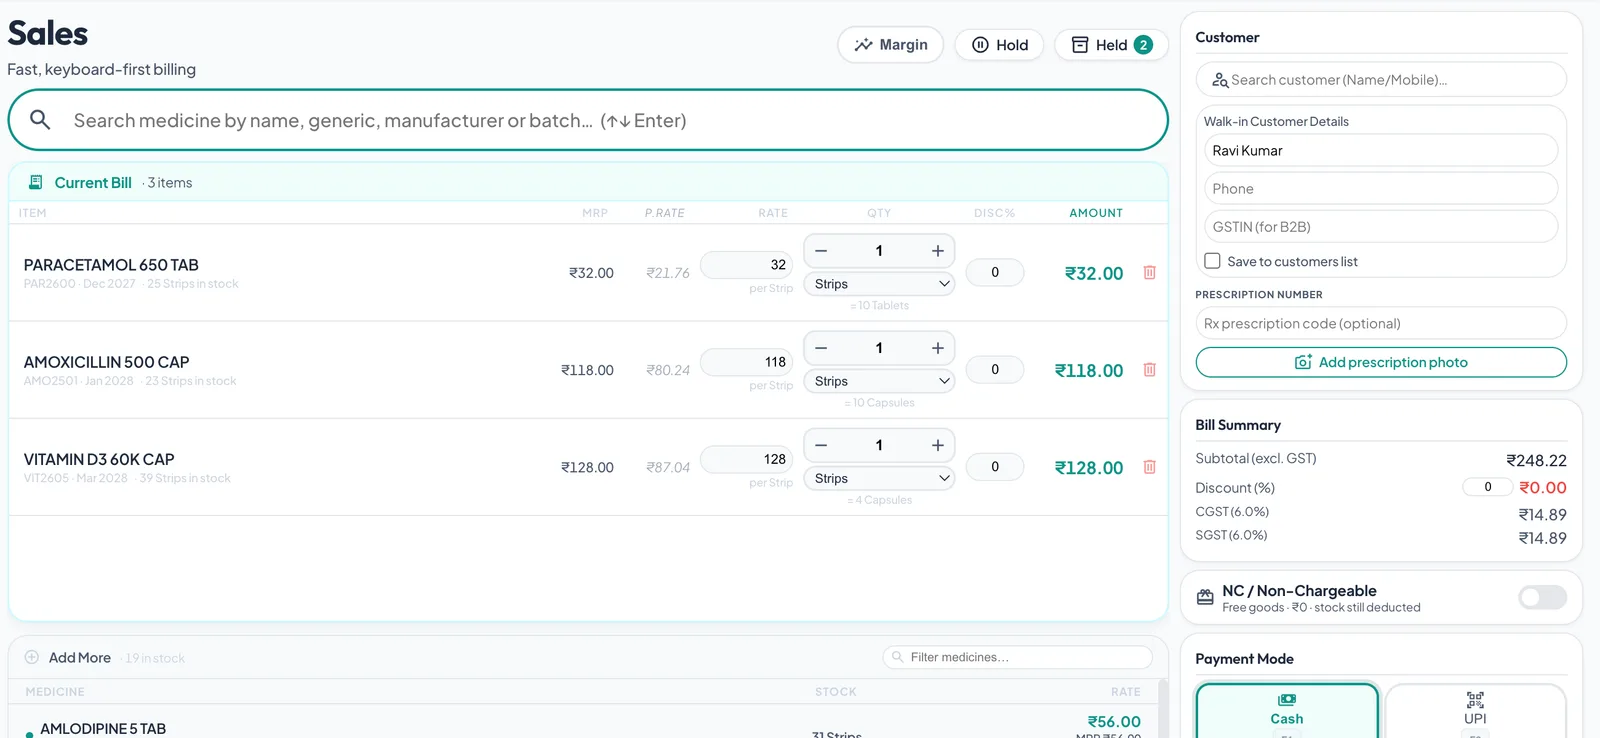 Sales
Fast, keyboard-first billing
Margin
Hold
Held 2
Search medicine by name, generic, manufacturer or batch... (↑↓ Enter)
Current Bill · 3 items
ITEM MRP P.RATE RATE QTY DISC% AMOUNT
PARACETAMOL 650 TAB
PAR2600 · Dec 2027 · 25 Strips in stock
₹32.00 ₹21.76 32 − 1 + 0 ₹32.00
per Strip Strips
= 10 Tablets
AMOXICILLIN 500 CAP
AMO2501 · Jan 2028 · 23 Strips in stock
₹118.00 ₹80.24 118 − 1 + 0 ₹118.00
per Strip Strips
= 10 Capsules
VITAMIN D3 60K CAP
VIT2605 · Mar 2028 · 39 Strips in stock
₹128.00 ₹87.04 128 − 1 + 0 ₹128.00
per Strip Strips
= 4 Capsules
Add More · 19 in stock
Filter medicines...
MEDICINE STOCK RATE
AMLODIPINE 5 TAB 31 Strips ₹56.00
MRP ₹56.00
Customer
Search customer (Name/Mobile)...
Walk-in Customer Details
Ravi Kumar
Phone
GSTIN (for B2B)
Save to customers list
PRESCRIPTION NUMBER
Rx prescription code (optional)
Add prescription photo
Bill Summary
Subtotal (excl. GST) ₹248.22
Discount (%) 0 ₹0.00
CGST (6.0%) ₹14.89
SGST (6.0%) ₹14.89
NC / Non-Chargeable
Free goods · ₹0 · stock still deducted
Payment Mode
Cash
UPI